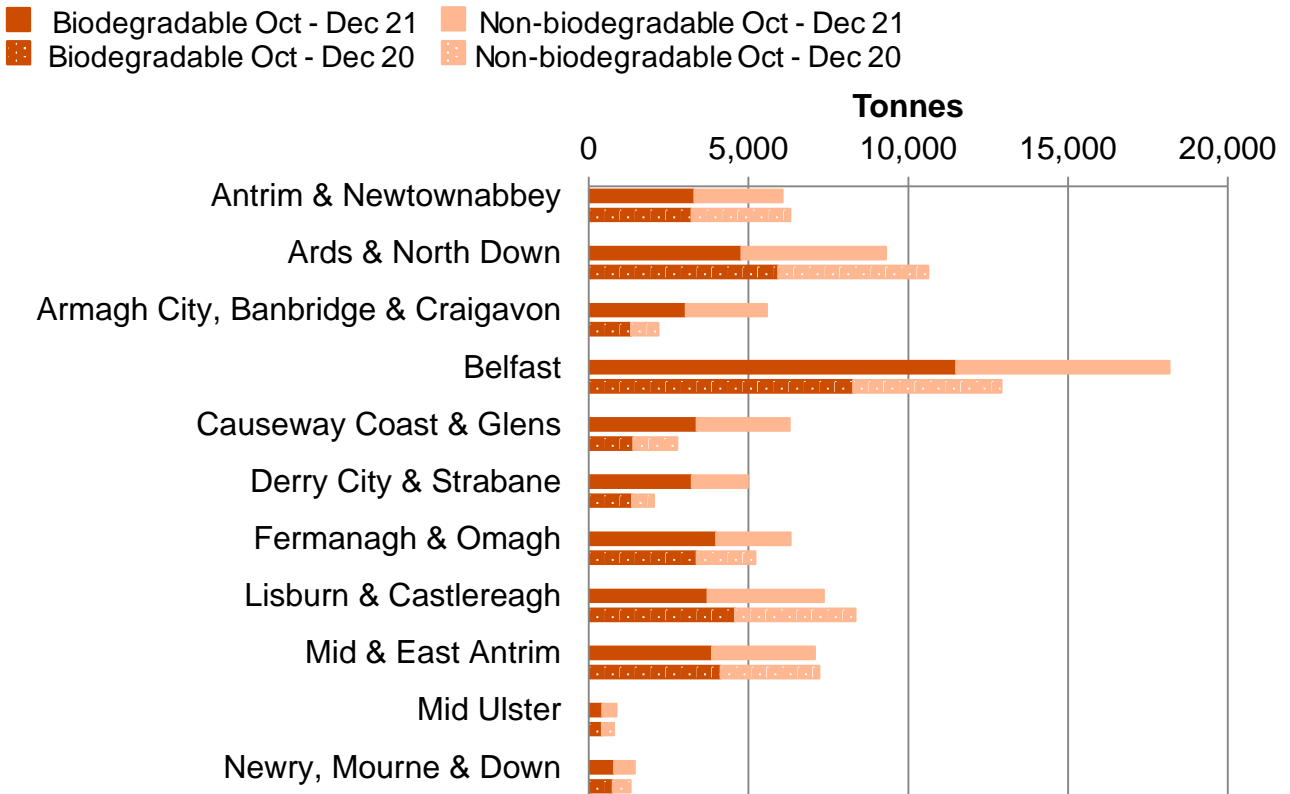 Biodegradable Oct - Dec 21 Non-biodegradable Oct - Dec 21
Biodegradable Oct - Dec 20 Non-biodegradable Oct - Dec 20
Tonnes
0 5,000 10,000 15,000 20,000
Antrim & Newtownabbey
Ards & North Down
Armagh City, Banbridge & Craigavon
Belfast
Causeway Coast & Glens
Derry City & Strabane
Fermanagh & Omagh
Lisburn & Castlereagh
Mid & East Antrim
Mid Ulster
Newry, Mourne & Down